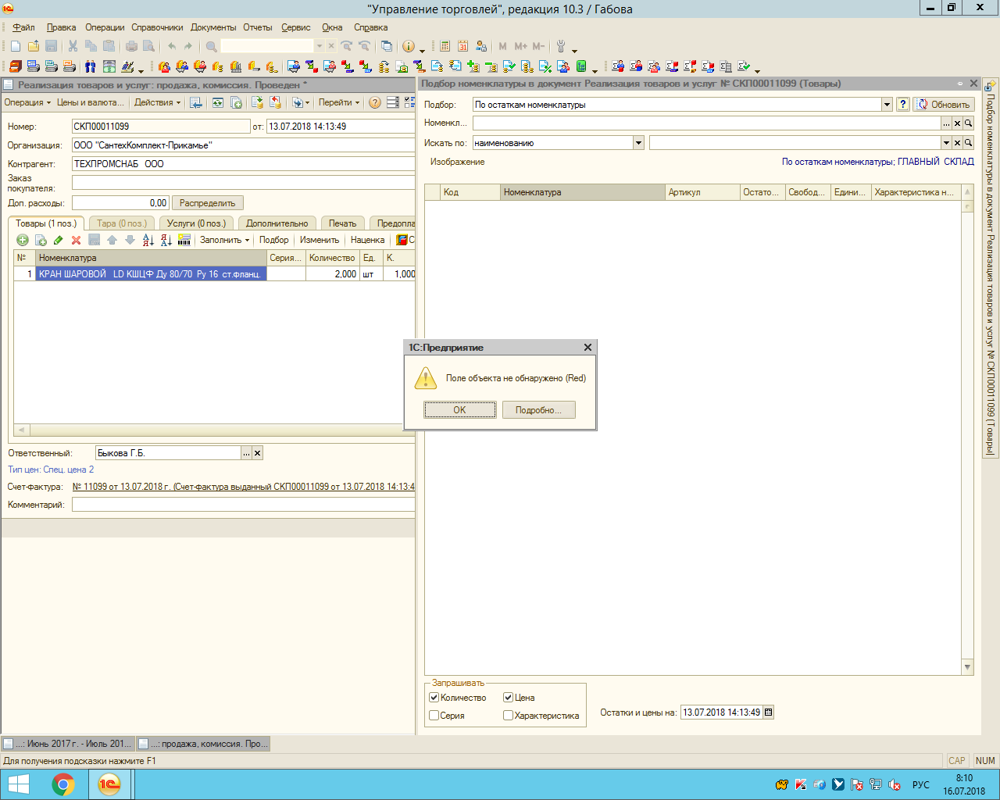 "Управление торговлей", редакция 10.3 / Габова
Файл Правка Операции Справочники Документы Отчеты Сервис Окна Справка
M M+ M-
Реализация товаров и услуг: продажа, комиссия. Проведен *
Операция Цены и валюта... Действия Перейти
Номер: СКП00011099 от: 13.07.2018 14:13:49
Организация: ООО "СантехКомплект-Прикамье"
Контрагент: ТЕХПРОМСНАБ ООО
Заказ
покупателя:
Доп. расходы: 0,00 Распределить
Товары (1 поз.) Тара (0 поз.) Услуги (0 поз.) Дополнительно Печать Предопла
Заполнить Подбор Изменить Наценка С
№ Номенклатура Серия... Количество Ед. К.
1 КРАН ШАРОВОЙ LD КШЦФ Ду 80/70 Ру 16 ст.фланц. 2,000 шт 1,000
Ответственный: Быкова Г.Б.
Тип цен: Спец. цена 2
Счет-фактура: № 11099 от 13.07.2018 г. (Счет-фактура выданный СКП00011099 от 13.07.2018 14:13:4
Комментарий:
Подбор номенклатуры в документ Реализация товаров и услуг № СКП00011099 (Товары)
Подбор: По остаткам номенклатуры ? Обновить
Номенкл...
Искать по: наименованию
Изображение По остаткам номенклатуры; ГЛАВНЫЙ СКЛАД
Код Номенклатура Артикул Остато... Свобод... Едини... Характеристика н...
1С:Предприятие
Поле объекта не обнаружено (Red)
OK Подробно...
Запрашивать
Количество Цена
Серия Характеристика
Остатки и цены на: 13.07.2018 14:13:49
Подбор номенклатуры в документ Реализация товаров и услуг № СКП00011099 (Товары)
...: Июнь 2017 г. - Июль 201... ...: продажа, комиссия. Про...
Для получения подсказки нажмите F1
CAP NUM
РУС
8:10
16.07.2018